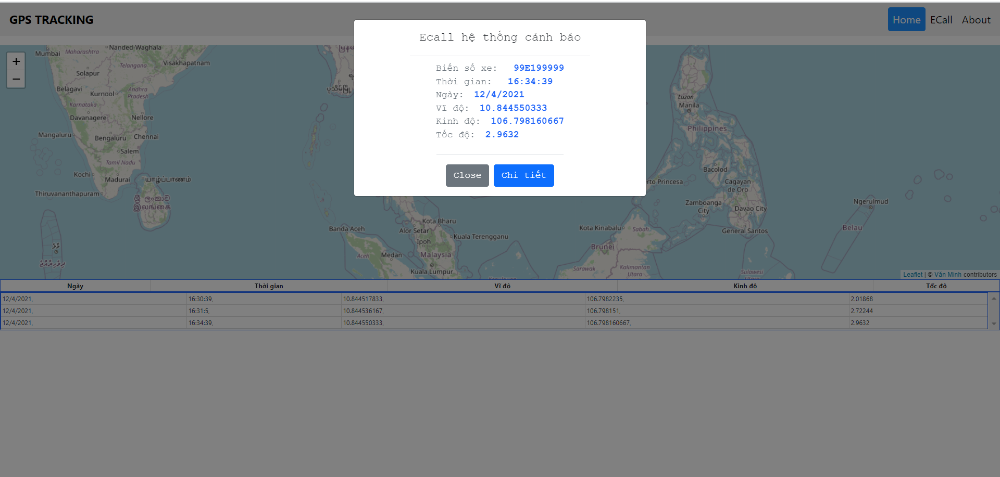 GPS TRACKING
Home ECall About
Ecall hệ thống cảnh báo
Biến số xe: 99E199999
Thời gian: 16:34:39
Ngày: 12/4/2021
Vĩ độ: 10.844550333
Kinh độ: 106.798160667
Tốc độ: 2.9632
Close Chi tiết
+
−
Mumbai
Maharashtra
Nanded-Waghala
Telangana
Visakhapatnam
Solapur
Belagavi
Kurnool
Andhra
Pradesh
Karnataka
Davanagere
Nellore
Mangaluru
Bengaluru
Chennai
Salem
Tamil Nadu
Kochi
Madurai
யாழ்ப்பாணம்
Thiruvananthapuram
ශ්‍රී ලංකාව
இலங்கை
Banda Aceh
Kota Bharu
Alor Setar
Kuala Terengganu
Ipoh
Aceh
Medan
Malaysia
Kuala Lumpur
Luzon
Manila
Philippines
Bacolod
rto Princesa
Cagayan
de Oro
Zamboanga
City
Davao City
General Santos
Kota Kinabalu
Sabah
Brunei
Sarawak
Kalimantan
Utara
Sulawesi
Ngerulmud
Belau
Leaflet | © Văn Minh contributors
Ngày Thời gian Vĩ độ Kinh độ Tốc độ
12/4/2021, 16:30:39, 10.844517833, 106.7982235, 2.01868
12/4/2021, 16:31:5, 10.844536167, 106.798151, 2.72244
12/4/2021, 16:34:39, 10.844550333, 106.798160667, 2.9632